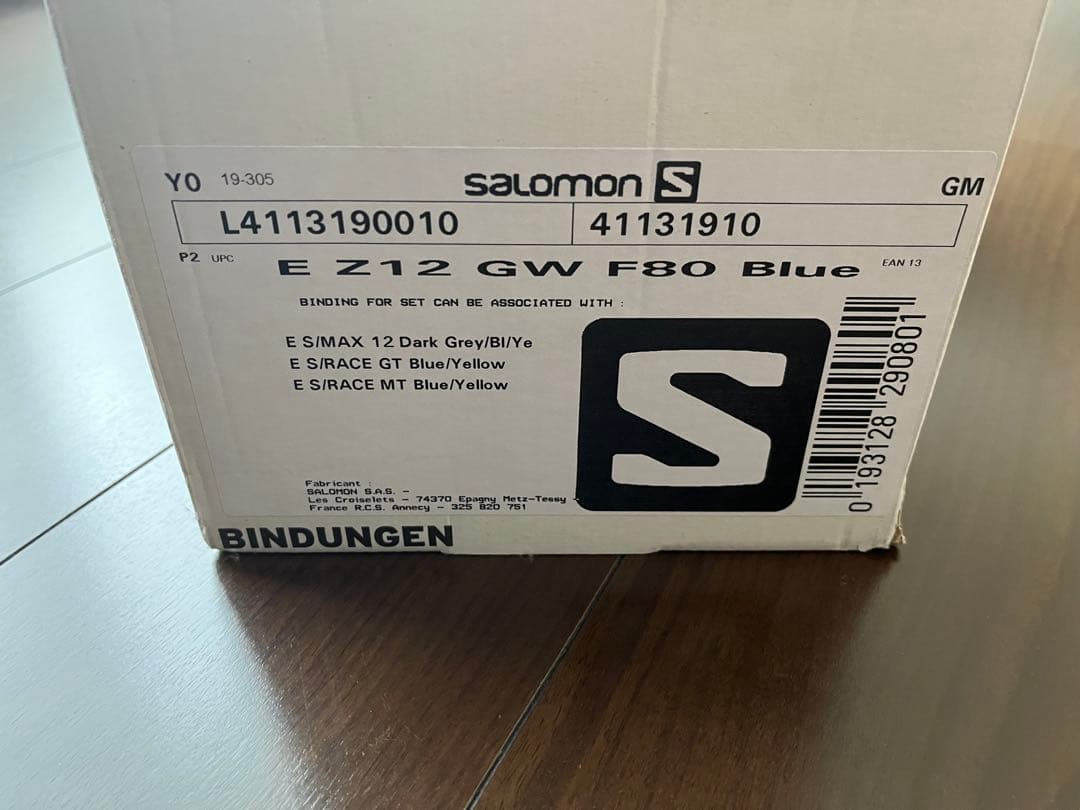 YO 19-305 salomon S GM
L4113190010 41131910
P2 UPC E Z12 GW F80 Blue EAN 13
BINDING FOR SET CAN BE ASSOCIATED WITH :
E S/MAX 12 Dark Grey/Bl/Ye
E S/RACE GT Blue/Yellow
E S/RACE MT Blue/Yellow
S
0 193128 290801
Fabricant :
SALOMON S.A.S. -
Les Croiselets - 74370 Epagny Metz-Tessy -
France R.C.S. Annecy - 325 820 751
BINDUNGEN